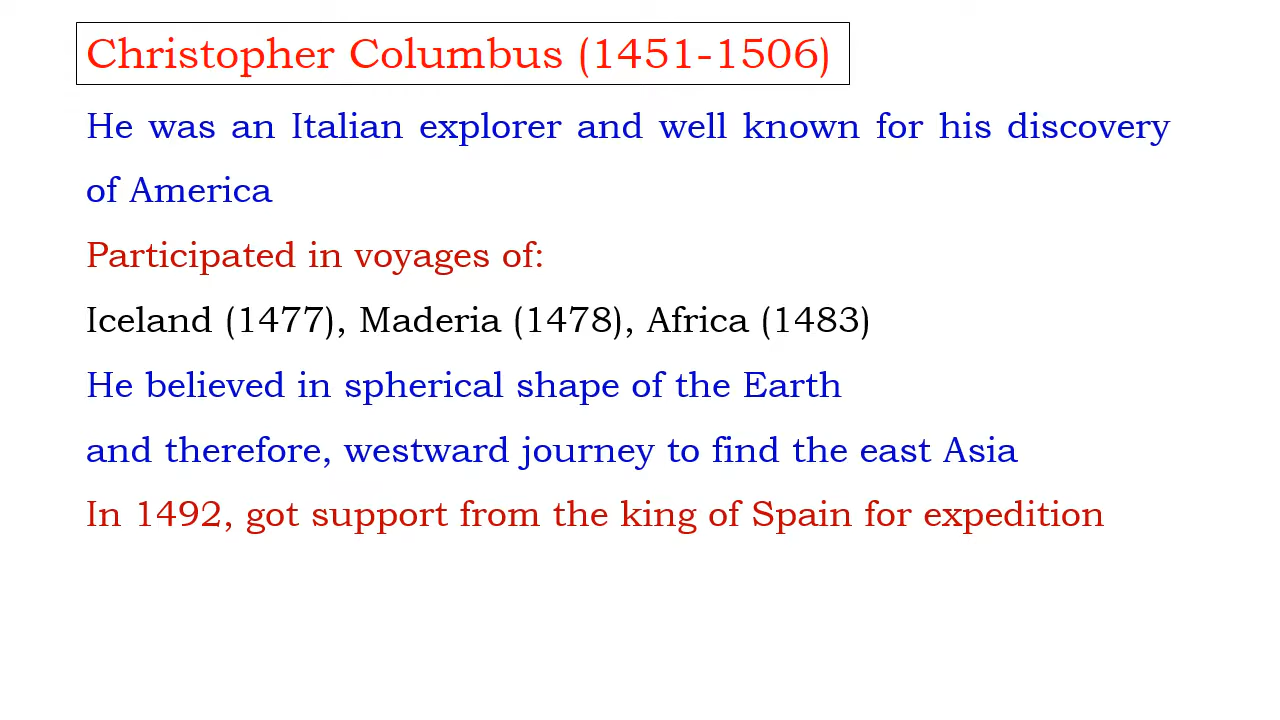 Christopher Columbus (1451-1506)
He was an Italian explorer and well known for his discovery
of America
Participated in voyages of:
Iceland (1477), Maderia (1478), Africa (1483)
He believed in spherical shape of the Earth
and therefore, westward journey to find the east Asia
In 1492, got support from the king of Spain for expedition